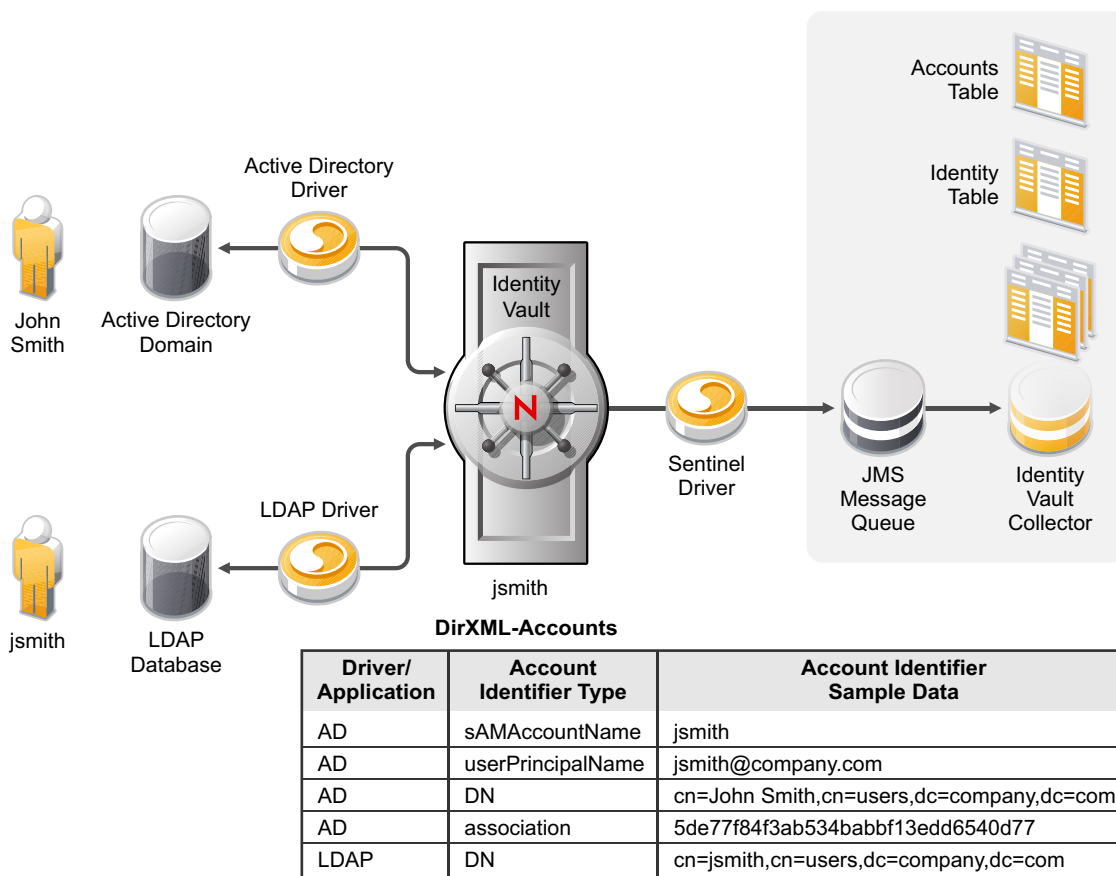 Accounts
Table
Identity
Table
Active Directory
Driver
Identity
Vault
N
John
Smith
Active Directory
Domain
Sentinel
Driver
JMS
Message
Queue
Identity
Vault
Collector
LDAP Driver
jsmith
LDAP
Database
jsmith
DirXML-Accounts
Driver/
Application
Account
Identifier Type
Account Identifier
Sample Data
AD sAMAccountName jsmith
AD userPrincipalName jsmith@company.com
AD DN cn=John Smith,cn=users,dc=company,dc=com
AD association 5de77f84f3ab534babbf13edd6540d77
LDAP DN cn=jsmith,cn=users,dc=company,dc=com